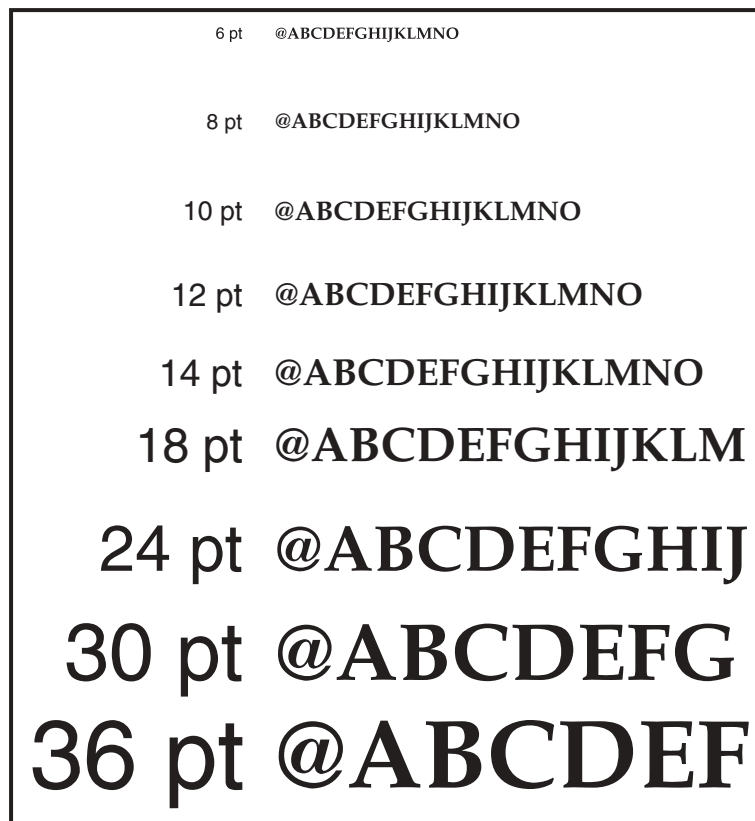 6 pt @ABCDEFGHIJKLMNO
8 pt @ABCDEFGHIJKLMNO
10 pt @ABCDEFGHIJKLMNO
12 pt @ABCDEFGHIJKLMNO
14 pt @ABCDEFGHIJKLMNO
18 pt @ABCDEFGHIJKLM
24 pt @ABCDEFGHIJ
30 pt @ABCDEFG
36 pt @ABCDEF